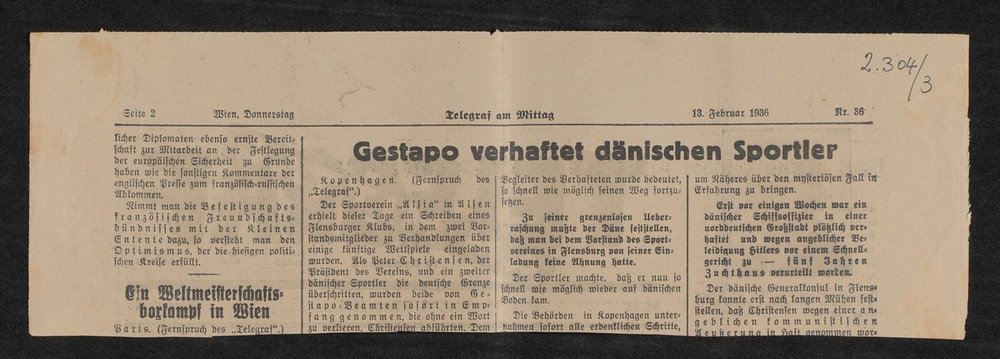 2.304/3
Seite 2 Wien, Donnerstag Telegraf am Mittag 13. Februar 1936 Nr. 36
licher Diplomaten ebenso ernste Bereit-
schaft zur Mitarbeit an der Festlegung
der europäischen Sicherheit zu Grunde
haben wie die sonstigen Kommentare der
englischen Presse zum französisch-russischen
Abkommen.
Nimmt man die Befestigung des
französischen Freundschafts-
bündnisses mit der Kleinen
Entente dazu, so versteht man den
Optimismus, der die hiesigen politi-
schen Kreise erfüllt.
Ein Weltmeisterschafts-
boxkampf in Wien
Paris. (Fernspruch des „Telegraf“.)
Gestapo verhaftet dänischen Sportler
Kopenhagen. (Fernspruch des
„Telegraf“.)
Der Sportverein „Alsia“ in Alsen
erhielt dieser Tage ein Schreiben eines
Flensburger Klubs, in dem zwei Vor-
standsmitglieder zu Verhandlungen über
einige künftige Wettspiele eingeladen
wurden. Als Peter Christensen, der
Präsident des Vereins, und ein zweiter
dänischer Sportler die deutsche Grenze
überschritten, wurden beide von Ge-
stapo-Beamten sofort in Emp-
fang genommen, die ohne ein Wort
zu verlieren, Christensen abführten. Dem
Begleiter des Verhafteten wurde bedeutet,
so schnell wie möglich seinen Weg fortzu-
setzen.
Zu seiner grenzenlosen Ueber-
raschung mußte der Däne feststellen,
daß man bei dem Vorstand des Sport-
vereines in Flensburg von seiner Ein-
ladung keine Ahnung hatte.
Der Sportler machte, daß er nun so
schnell wie möglich wieder auf dänischen
Boden kam.
Die Behörden in Kopenhagen unter-
nahmen sofort alle erdenklichen Schritte,
um Näheres über den mysteriösen Fall in
Erfahrung zu bringen.
Erst vor einigen Wochen war ein
dänischer Schiffsoffizier in einer
norddeutschen Großstadt plötzlich ver-
haftet und wegen angeblicher Be-
leidigung Hitlers vor einem Schnell-
gericht zu — fünf Jahren
Zuchthaus verurteilt worden.
Der dänische Generalkonsul in Flens-
burg konnte erst nach langen Mühen fest-
stellen, daß Christensen wegen einer an-
geblichen kommunistischen
Aeußerung in Haft genommen wor-